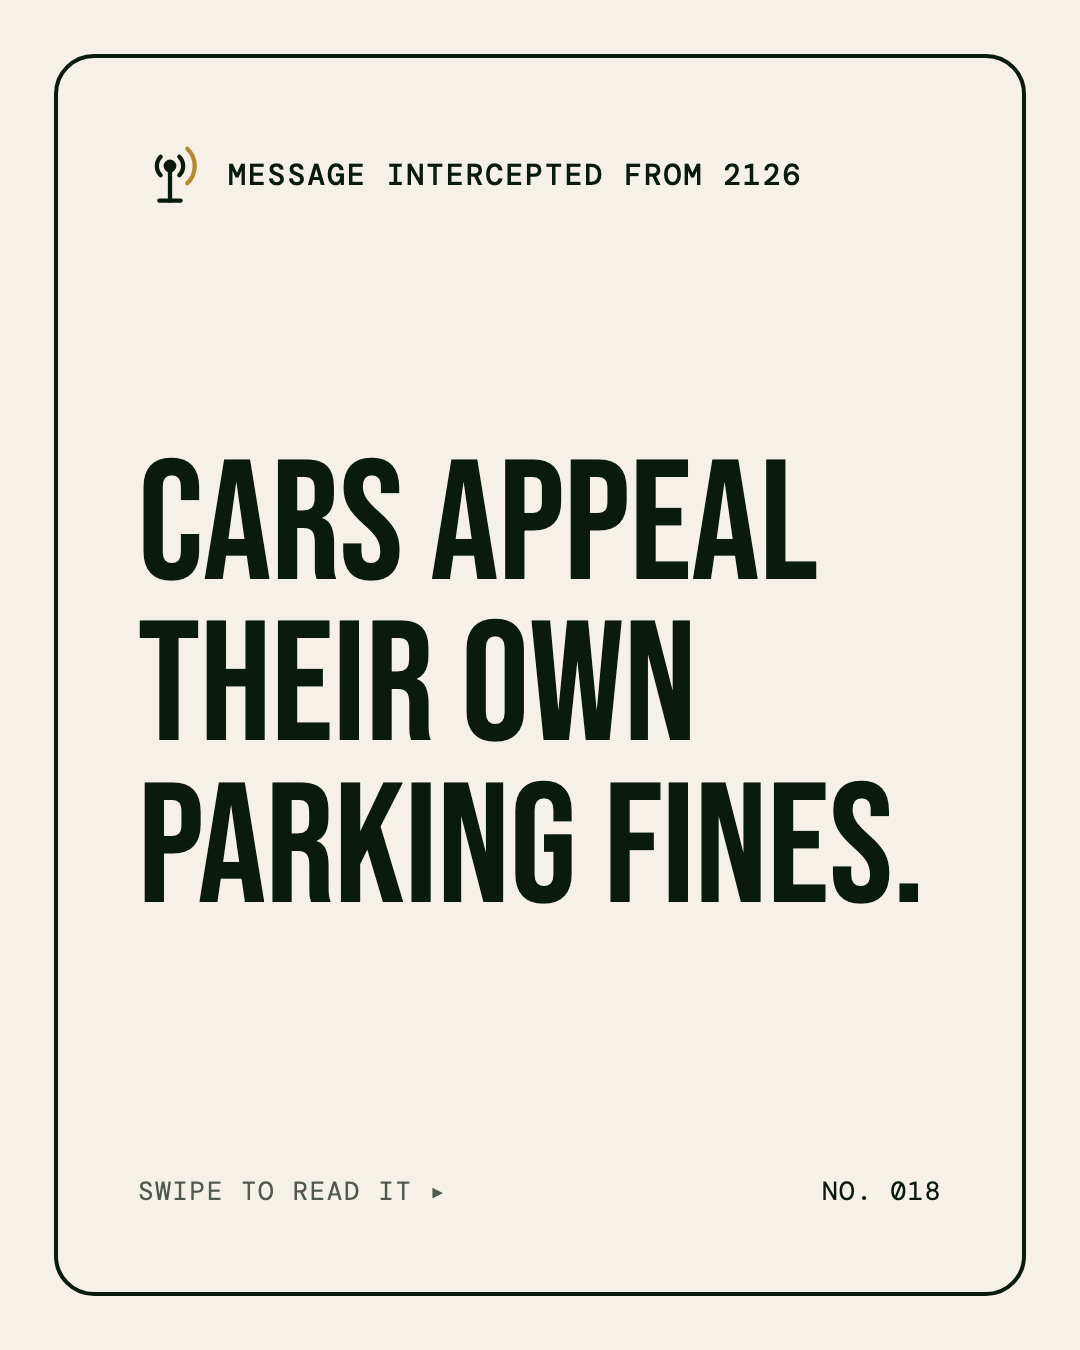 MESSAGE INTERCEPTED FROM 2126
CARS APPEAL
THEIR OWN
PARKING FINES.
SWIPE TO READ IT ▸
NO. 018